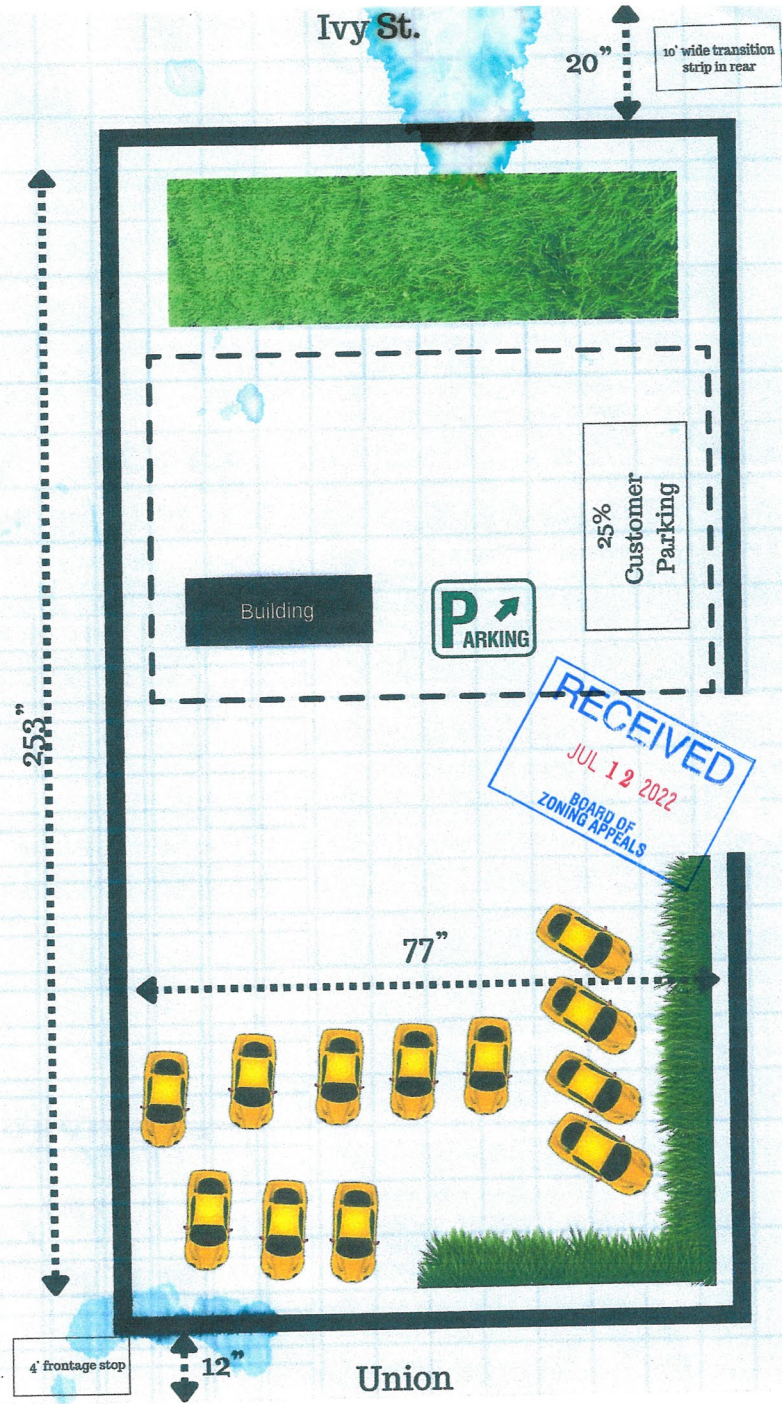 Ivy St.
20”
10' wide transition
strip in rear
25%
Customer
Parking
Building
P
ARKING
253”
RECEIVED
JUL 12 2022
BOARD OF
ZONING APPEALS
77”
4' frontage stop
12”
Union